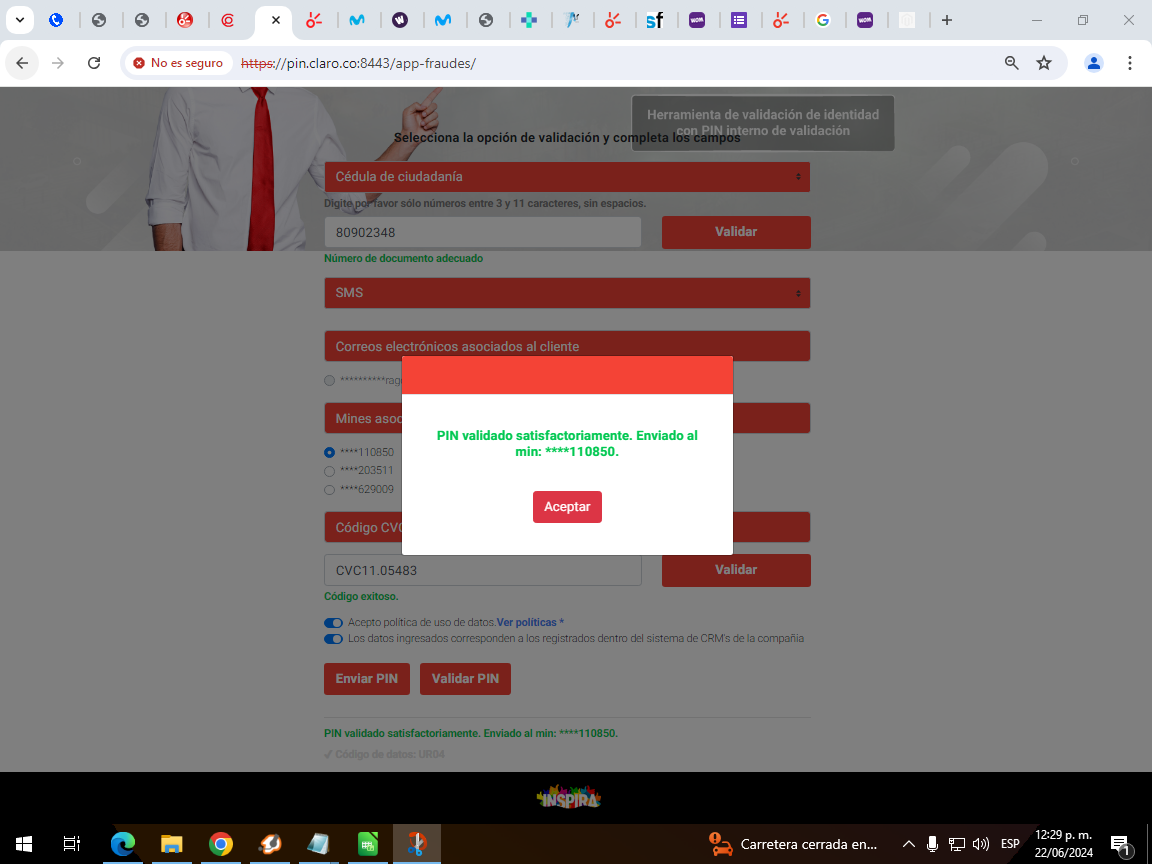 No es seguro
https://pin.claro.co:8443/app-fraudes/
Herramienta de validación de identidad
con PIN interno de validación
Selecciona la opción de validación y completa los campos
Cédula de ciudadanía
Digite por favor sólo números entre 3 y 11 caracteres, sin espacios.
80902348
Validar
Número de documento adecuado
SMS
Correos electrónicos asociados al cliente
**********rag
Mines asoc
PIN validado satisfactoriamente. Enviado al
min: ****110850.
****110850
****203511
****629009
Aceptar
Código CVC
CVC11.05483
Validar
Código exitoso.
Acepto política de uso de datos.Ver políticas *
Los datos ingresados corresponden a los registrados dentro del sistema de CRM's de la compañia
Enviar PIN
Validar PIN
PIN validado satisfactoriamente. Enviado al min: ****110850.
✓ Código de datos: UR04
INSPIRA
Carretera cerrada en...
ESP
12:29 p. m.
22/06/2024
1